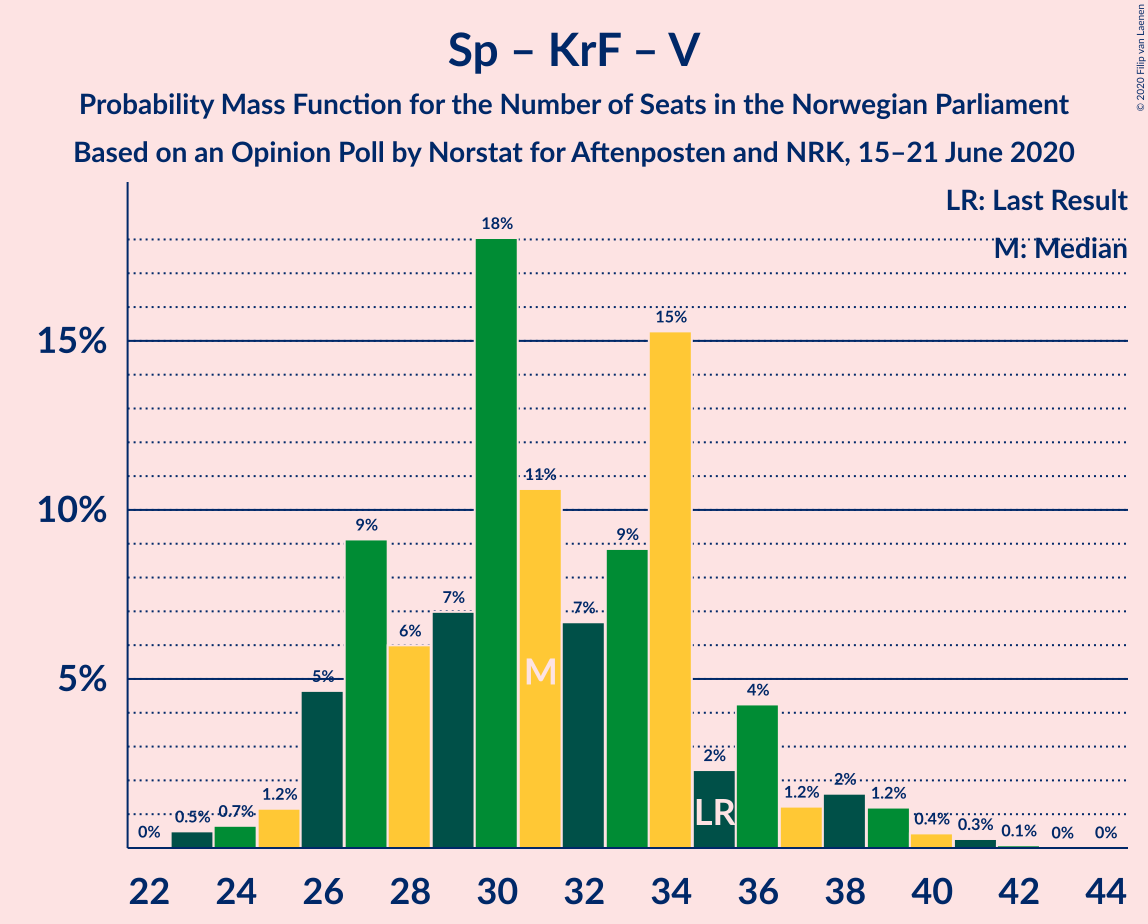 Sp – KrF – V
Probability Mass Function for the Number of Seats in the Norwegian Parliament
Based on an Opinion Poll by Norstat for Aftenposten and NRK, 15–21 June 2020
© 2020 Filip van Laenen
LR: Last Result
M: Median
15%
10%
5%
0%
0.5%
0.7%
1.2%
5%
9%
6%
7%
18%
11%
7%
9%
15%
2%
4%
1.2%
2%
1.2%
0.4%
0.3%
0.1%
0%
0%
M
LR
22 24 26 28 30 32 34 36 38 40 42 44